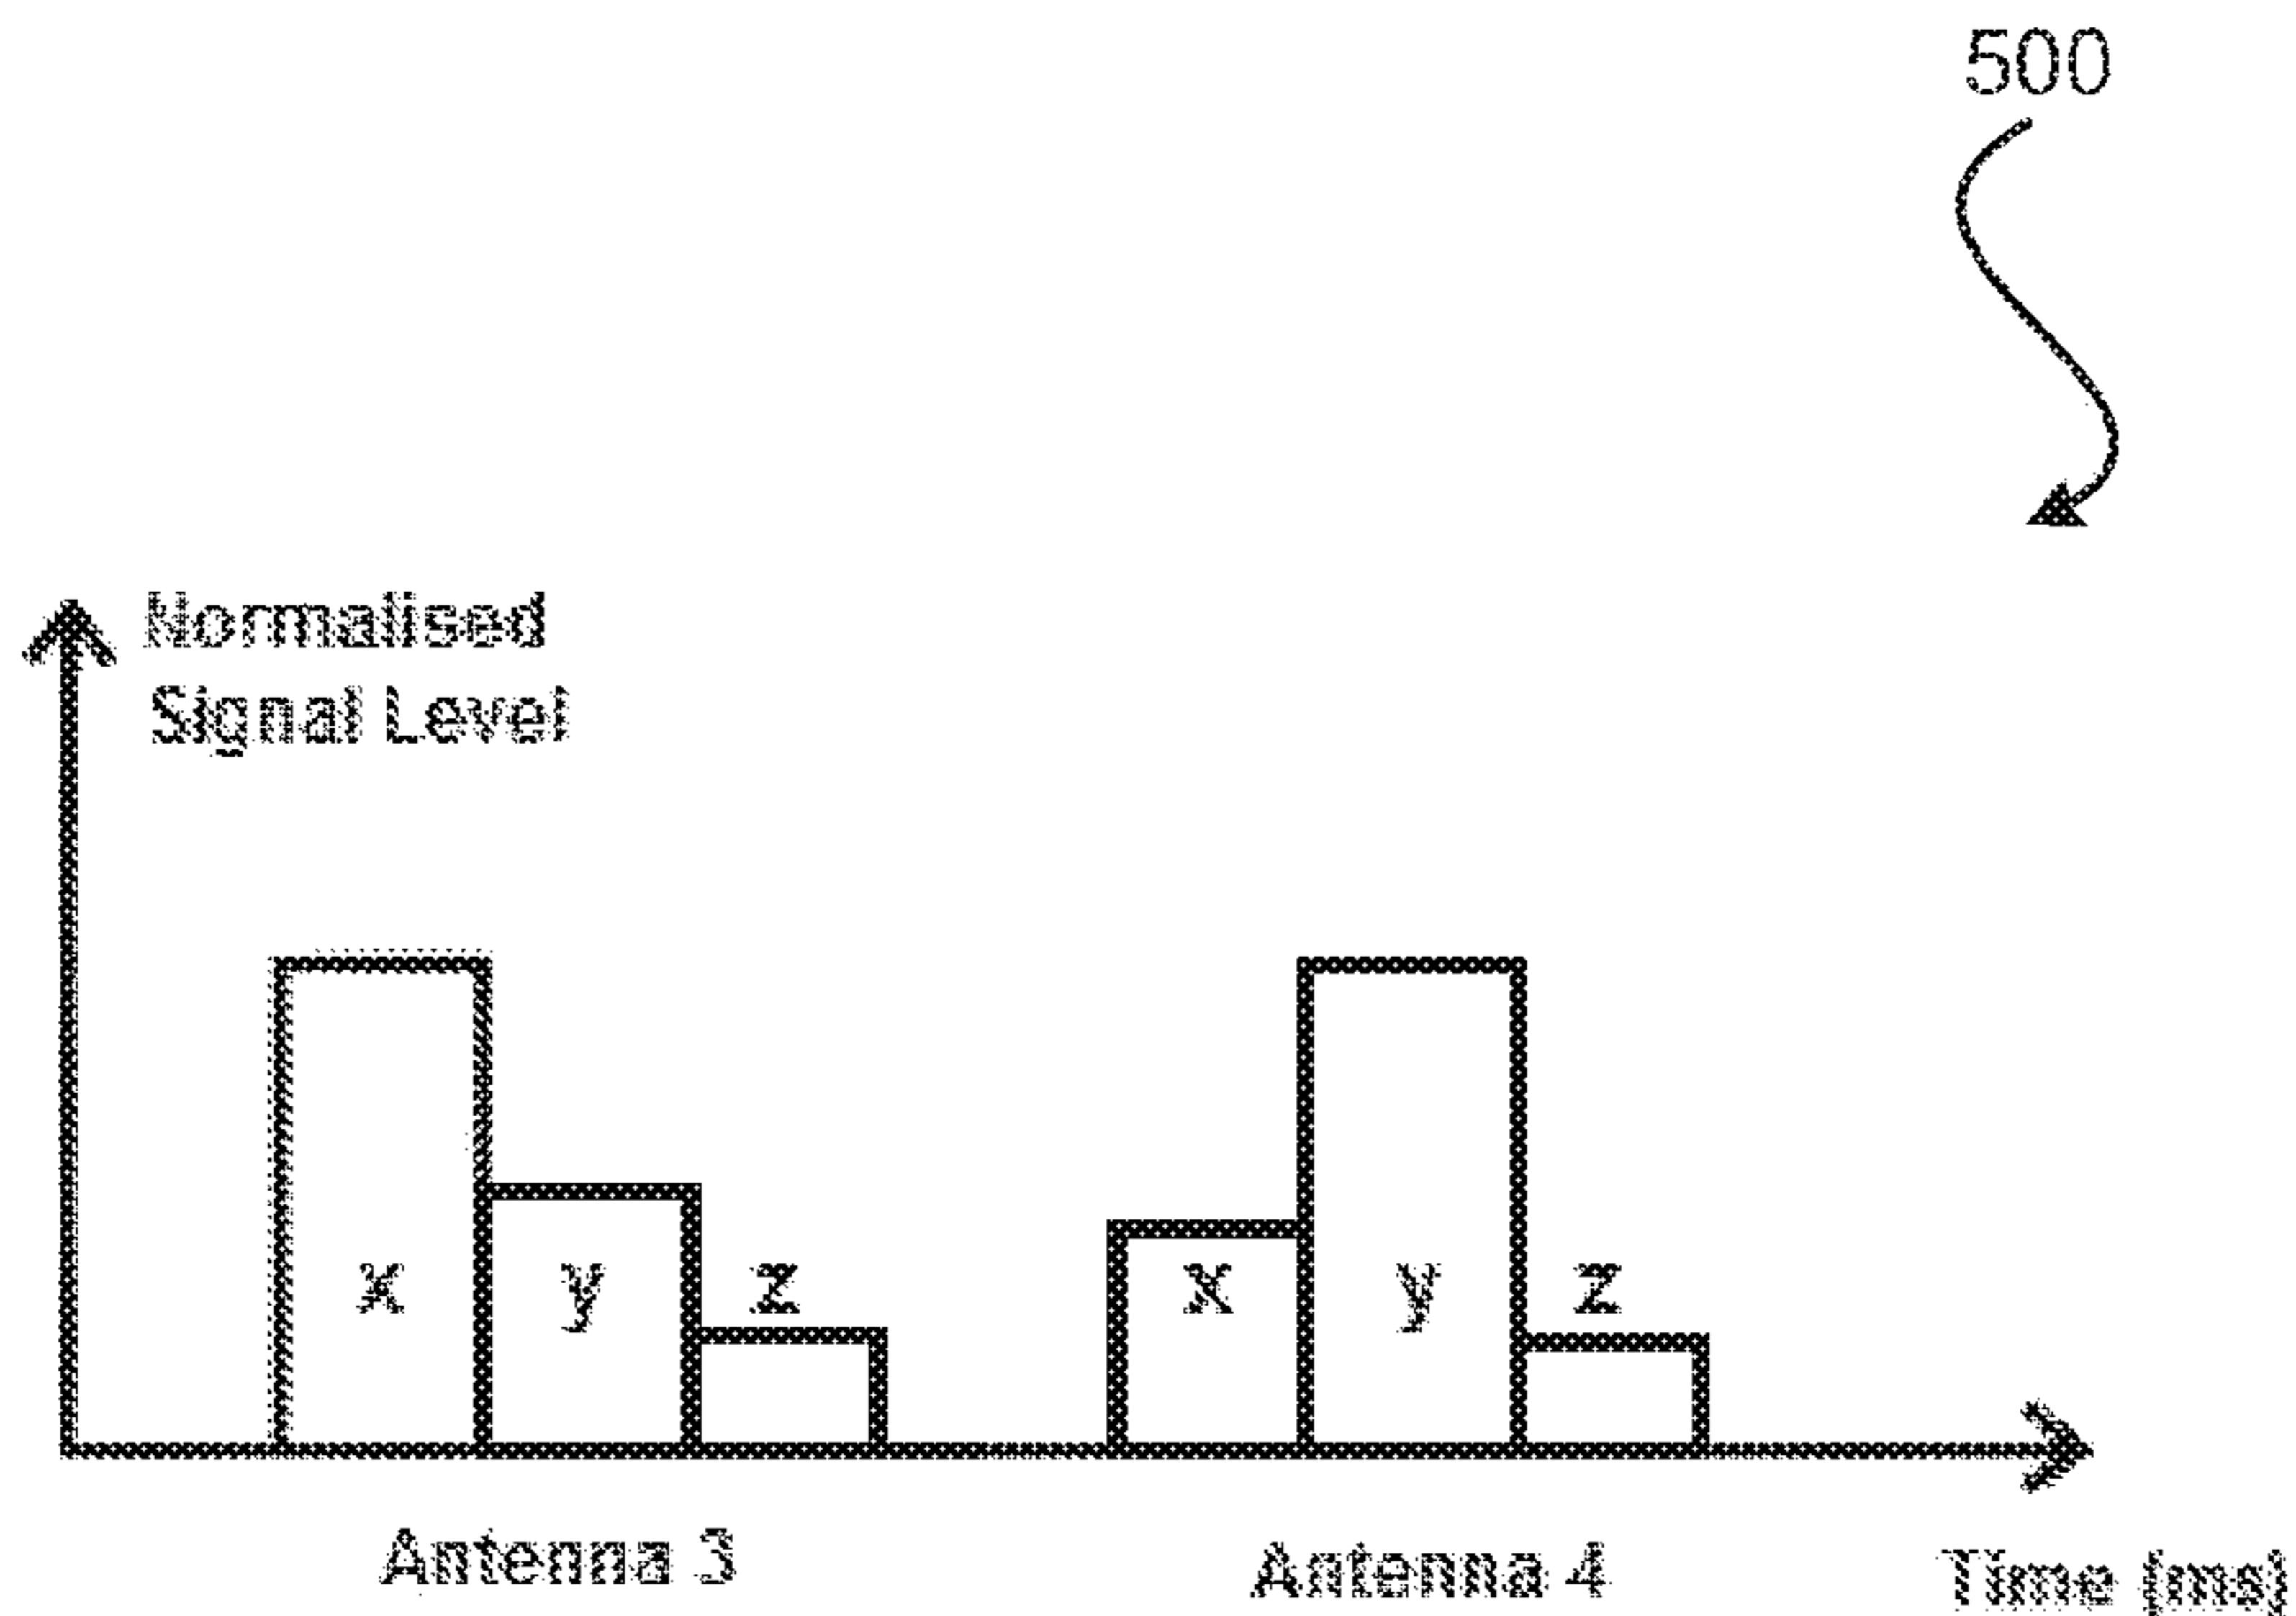 500
Normalised
Signal Level
x y z x y z
Antenna 3 Antenna 4 Time [ms]